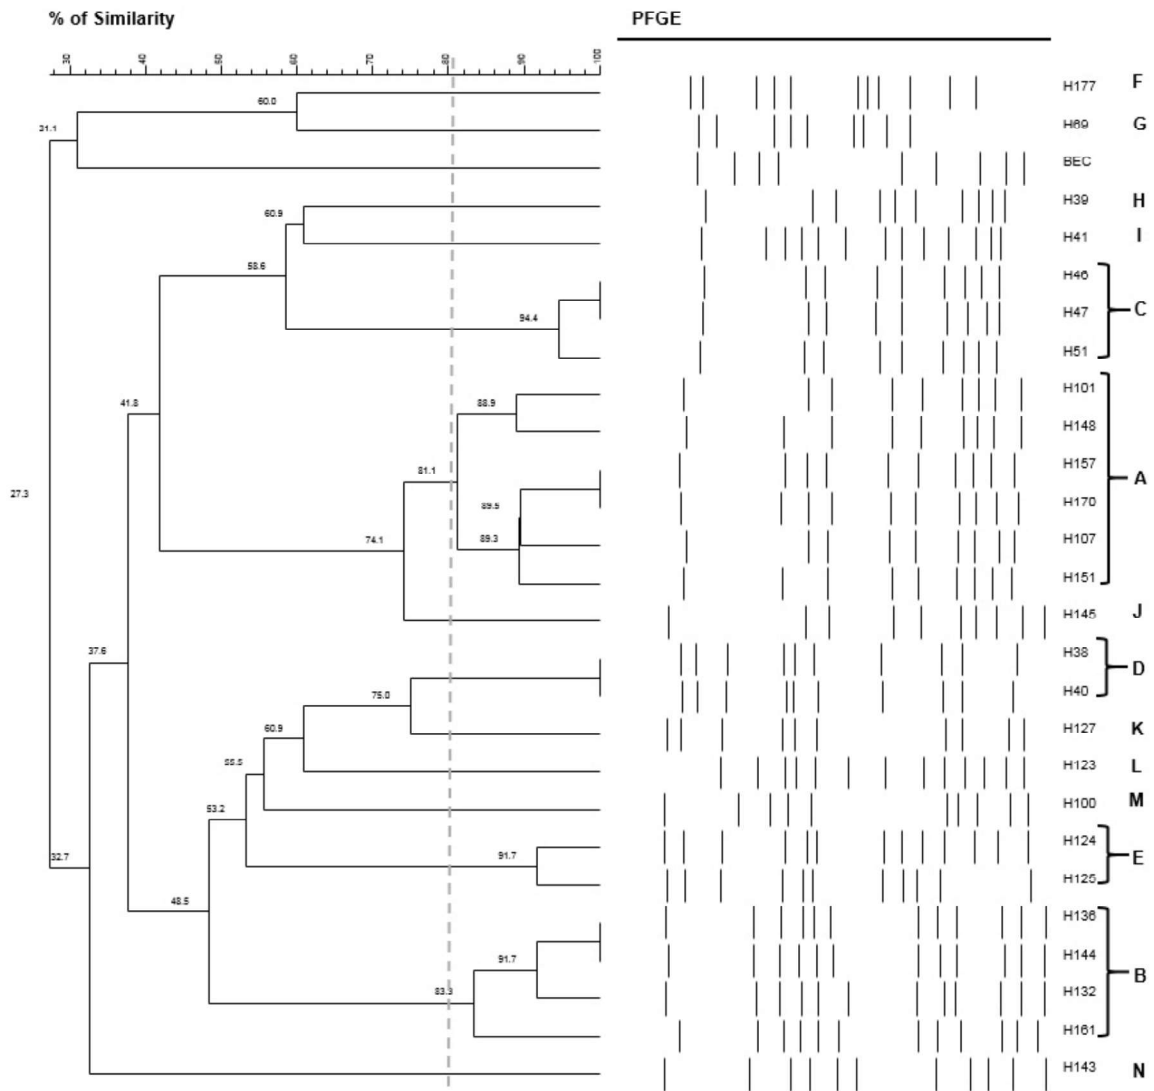 % of Similarity
PFGE
30 40 50 60 70 80 90 100
H177 F
60.0
H69 G
31.1
BEC
H39 H
60.9
H41 I
58.6
H46
H47 C
94.4
H51
H101
41.8
88.9
H148
H157
81.1
A
27.3
H170
89.5
H107
74.1
89.3
H151
H145 J
37.6
H38
D
H40
75.0
H127 K
60.9
H123 L
55.5
H100 M
53.2
H124
E
32.7
91.7
H125
48.5
H136
H144
91.7
B
H132
83.3
H161
H143 N